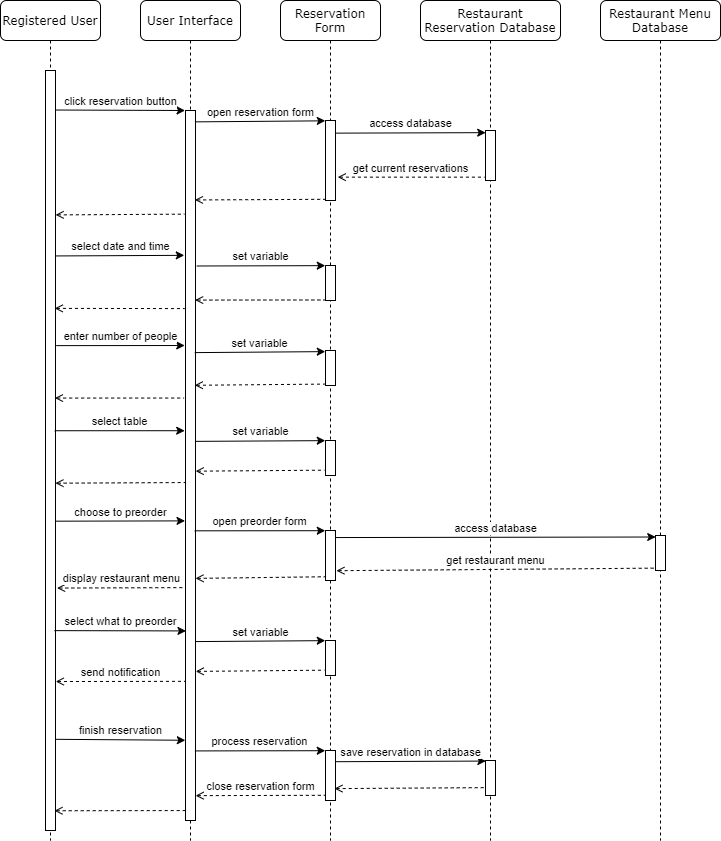 Registered User
User Interface
Reservation
Form
Restaurant
Reservation Database
Restaurant Menu
Database
click reservation button
open reservation form
access database
get current reservations
select date and time
set variable
enter number of people
set variable
select table
set variable
choose to preorder
open preorder form
access database
get restaurant menu
display restaurant menu
select what to preorder
set variable
send notification
finish reservation
process reservation
save reservation in database
close reservation form